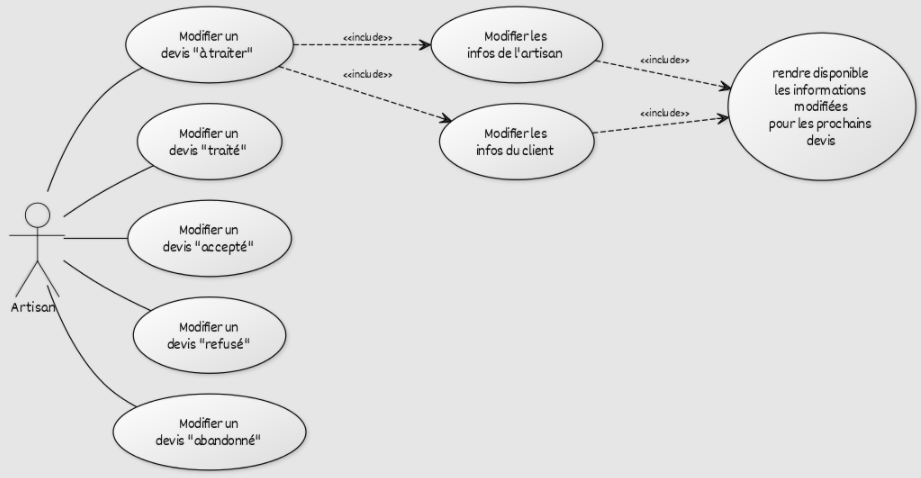 Modifier un
devis "à traiter"
<<include>>
Modifier les
infos de l'artisan
<<include>>
<<include>>
Modifier les
infos du client
<<include>>
rendre disponible
les informations
modifiées
pour les prochains
devis
Modifier un
devis "traité"
Modifier un
devis "accepté"
Artisan
Modifier un
devis "refusé"
Modifier un
devis "abandonné"